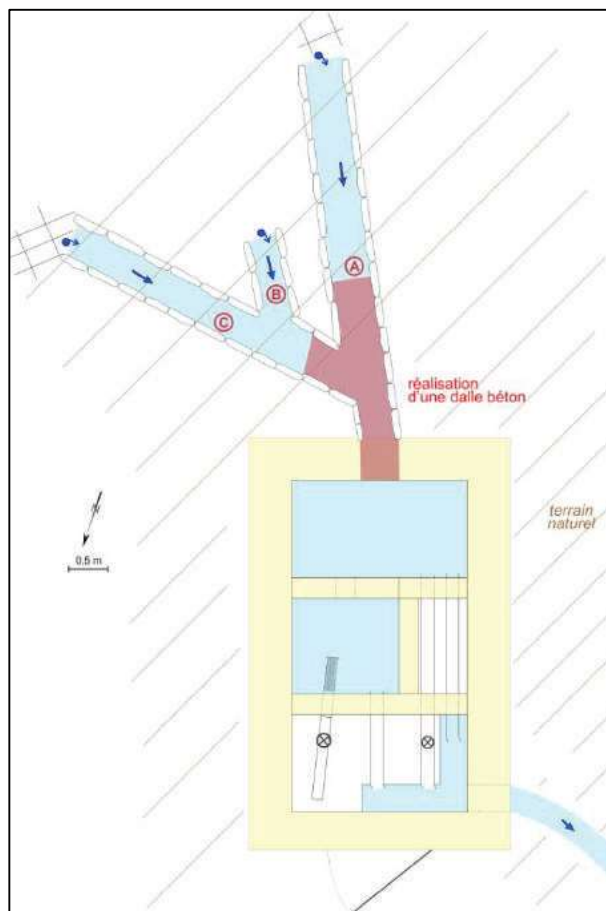 A
B
C
réalisation
d'une dalle béton
terrain
naturel
N
0.5 m